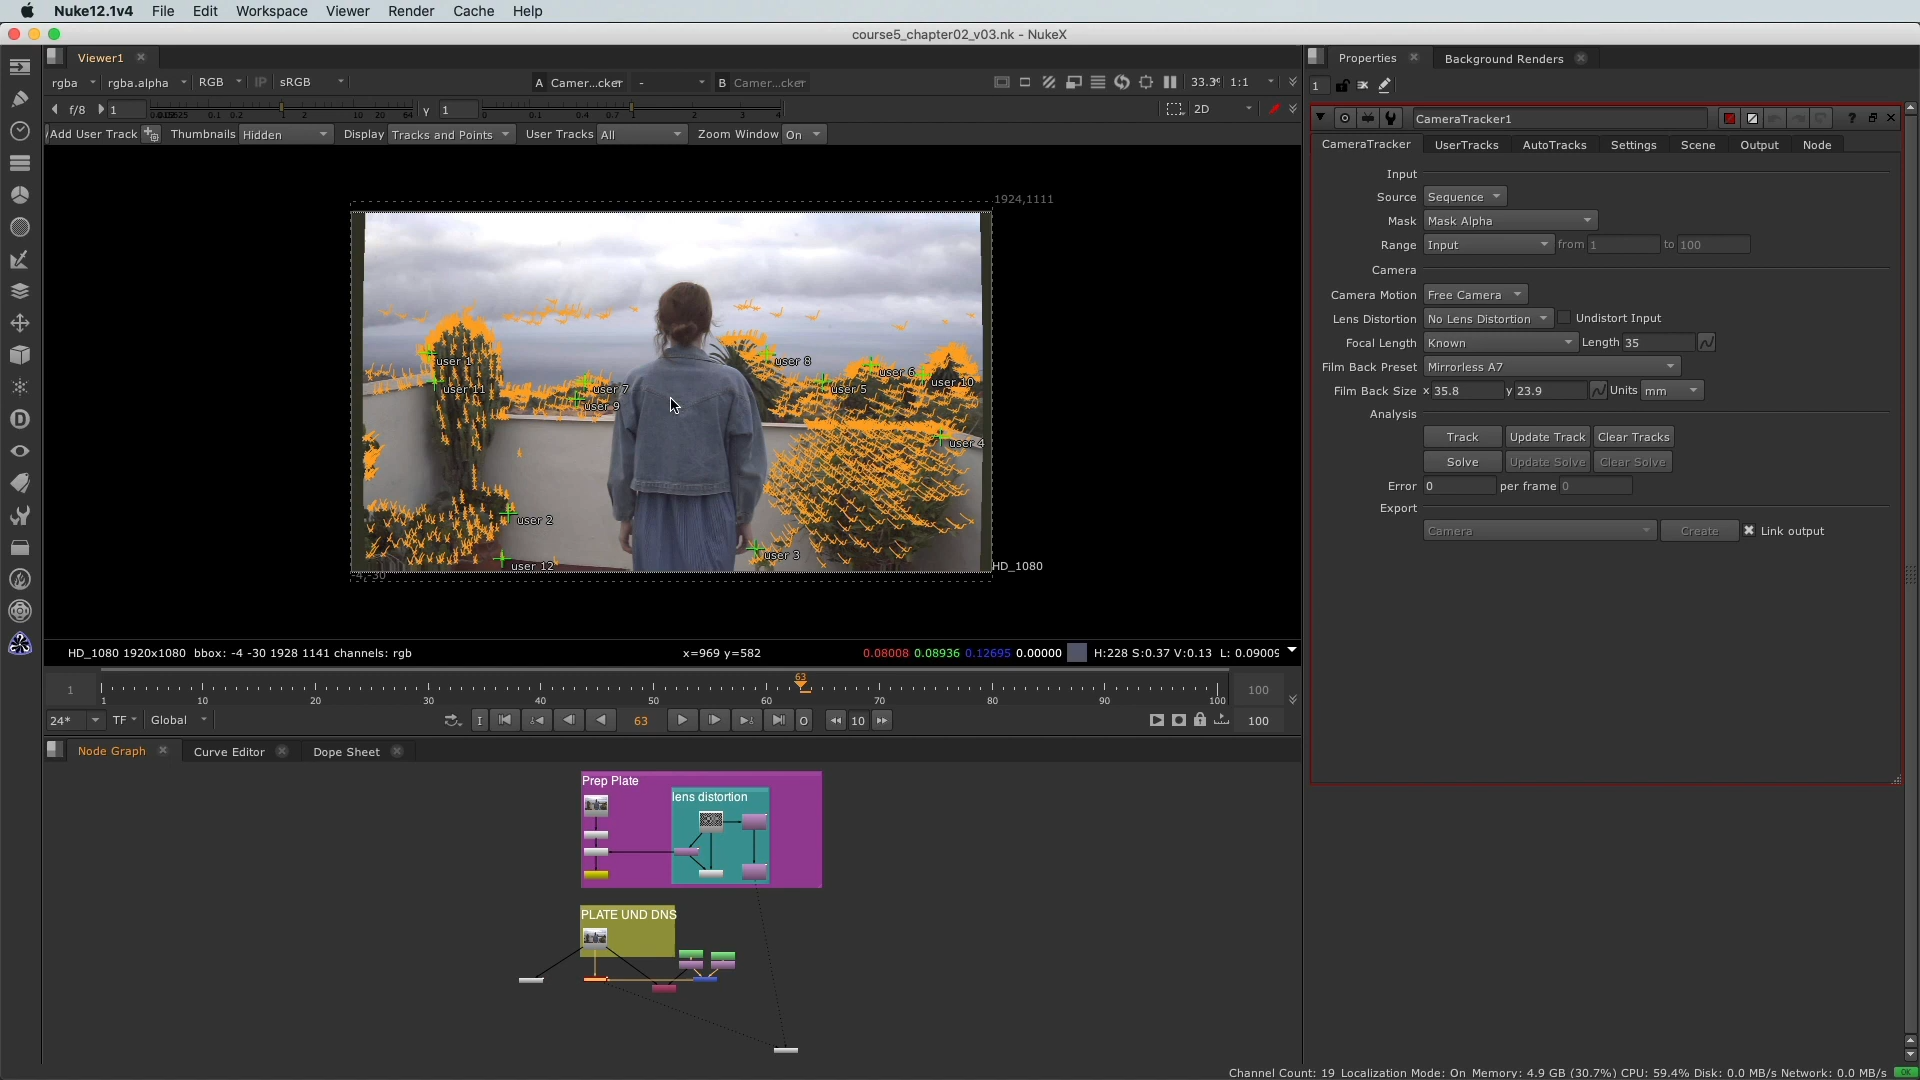 Nuke12.1v4 File Edit Workspace Viewer Render Cache Help
course5_chapter02_v03.nk - NukeX
Viewer1
rgba rgba.alpha RGB IP sRGB A Camer...cker - B Camer...cker 33.3 1:1
f/8 1 y 1 2D
Add User Track Thumbnails Hidden Display Tracks and Points User Tracks All Zoom Window On
1924,1111
user 1
user 11
user 7
user 9
user 8
user 6
user 5
user 10
user 4
user 2
user 3
user 12
-4,-30
HD_1080
HD_1080 1920x1080 bbox: -4 -30 1928 1141 channels: rgb x=969 y=582 0.08008 0.08936 0.12695 0.00000 H:228 S:0.37 V:0.13 L: 0.09009
63
1 100
1 10 20 30 40 50 60 70 80 90 100
24* TF Global I 63 O 10 100
Node Graph Curve Editor Dope Sheet
Prep Plate
lens distortion
PLATE UND DNS
Properties Background Renders
1
CameraTracker1
CameraTracker UserTracks AutoTracks Settings Scene Output Node
Input
Source Sequence
Mask Mask Alpha
Range Input from 1 to 100
Camera
Camera Motion Free Camera
Lens Distortion No Lens Distortion Undistort Input
Focal Length Known Length 35
Film Back Preset Mirrorless A7
Film Back Size x 35.8 y 23.9 Units mm
Analysis
Track Update Track Clear Tracks
Solve Update Solve Clear Solve
Error 0 per frame 0
Export
Camera Create Link output
Channel Count: 19 Localization Mode: On Memory: 4.9 GB (30.7%) CPU: 59.4% Disk: 0.0 MB/s Network: 0.0 MB/s